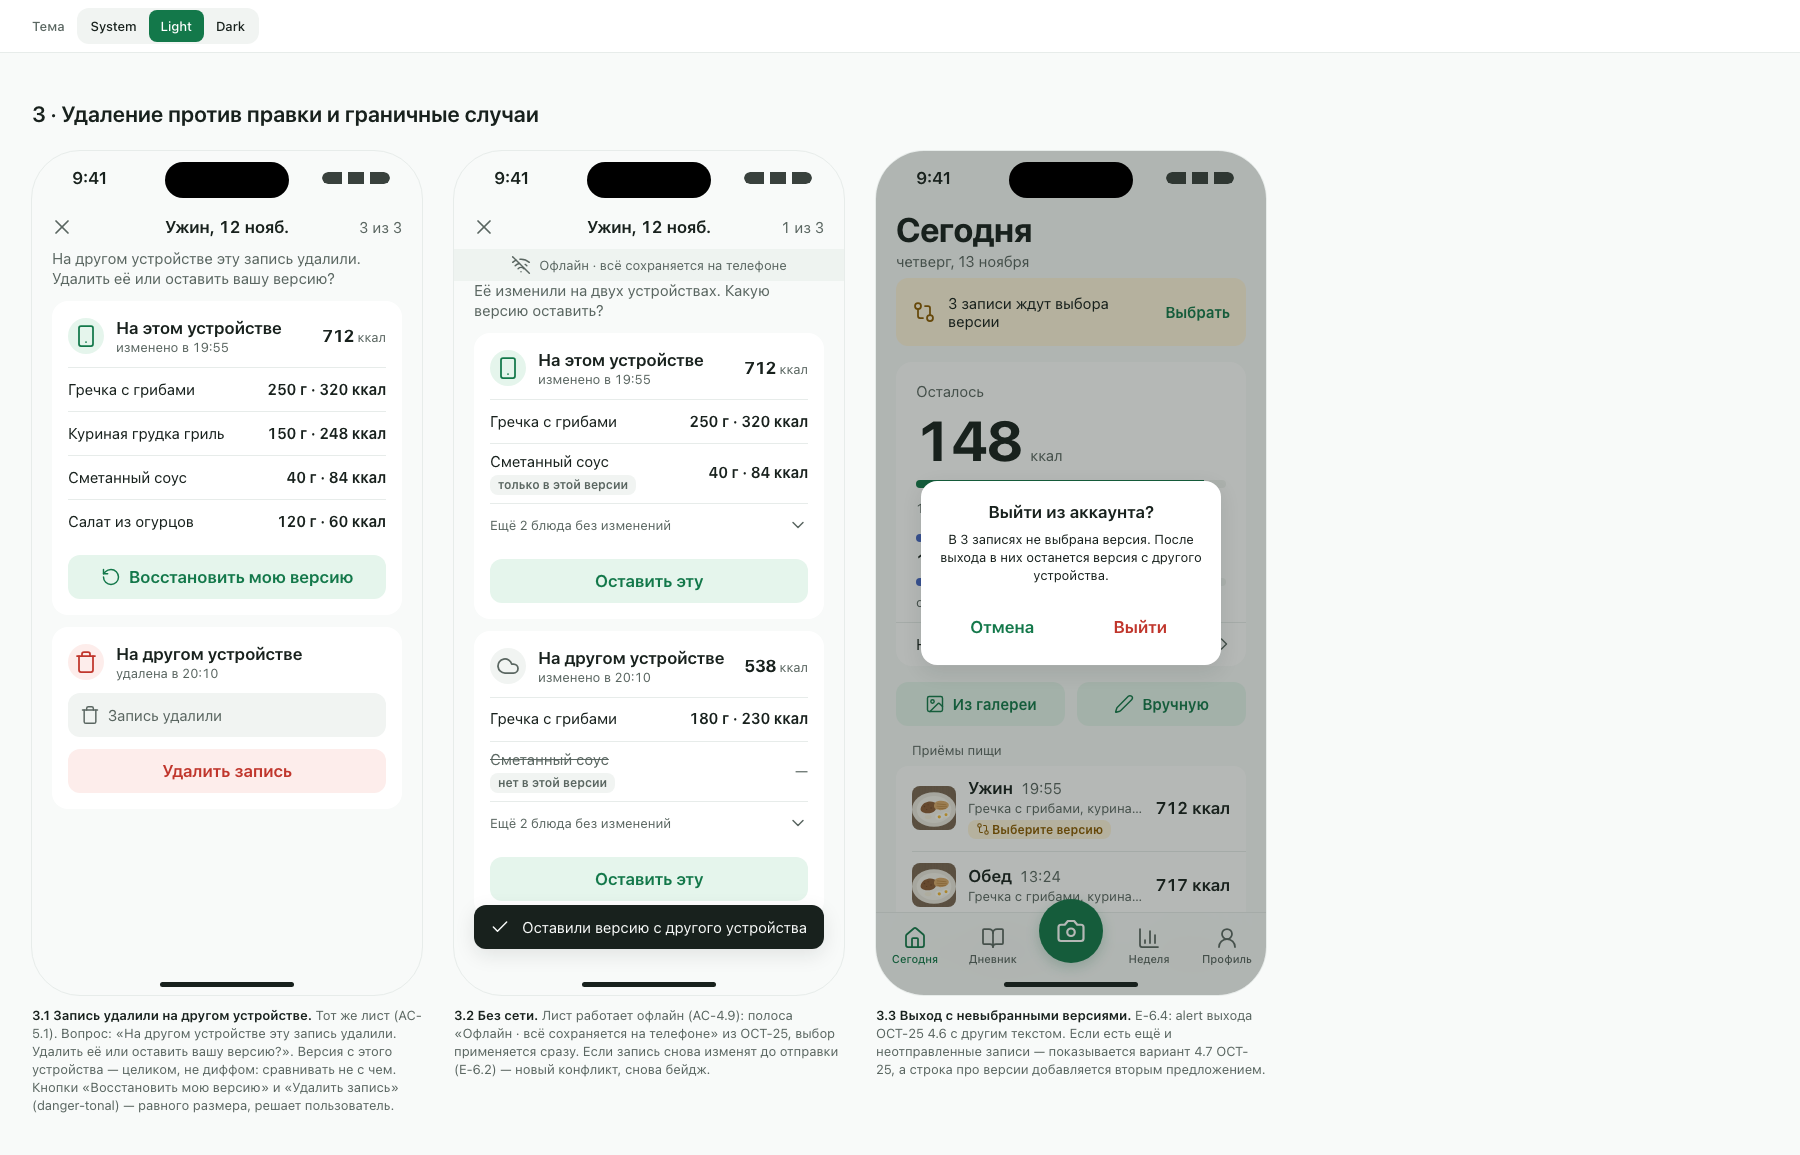 Тема System Light Dark
3 · Удаление против правки и граничные случаи
9:41
Ужин, 12 нояб. 3 из 3
На другом устройстве эту запись удалили.
Удалить её или оставить вашу версию?
На этом устройстве
изменено в 19:55
712 ккал
Гречка с грибами 250 г · 320 ккал
Куриная грудка гриль 150 г · 248 ккал
Сметанный соус 40 г · 84 ккал
Салат из огурцов 120 г · 60 ккал
Восстановить мою версию
На другом устройстве
удалена в 20:10
Запись удалили
Удалить запись
3.1 Запись удалили на другом устройстве. Тот же лист (AC-
5.1). Вопрос: «На другом устройстве эту запись удалили.
Удалить её или оставить вашу версию?». Версия с этого
устройства — целиком, не диффом: сравнивать не с чем.
Кнопки «Восстановить мою версию» и «Удалить запись»
(danger-tonal) — равного размера, решает пользователь.
9:41
Ужин, 12 нояб. 1 из 3
Офлайн · всё сохраняется на телефоне
Её изменили на двух устройствах. Какую
версию оставить?
На этом устройстве
изменено в 19:55
712 ккал
Гречка с грибами 250 г · 320 ккал
Сметанный соус
только в этой версии
40 г · 84 ккал
Ещё 2 блюда без изменений
Оставить эту
На другом устройстве
изменено в 20:10
538 ккал
Гречка с грибами 180 г · 230 ккал
Сметанный соус
нет в этой версии
—
Ещё 2 блюда без изменений
Оставить эту
Оставили версию с другого устройства
3.2 Без сети. Лист работает офлайн (AC-4.9): полоса
«Офлайн · всё сохраняется на телефоне» из OCT-25, выбор
применяется сразу. Если запись снова изменят до отправки
(E-6.2) — новый конфликт, снова бейдж.
9:41
Сегодня
четверг, 13 ноября
3 записи ждут выбора
версии
Выбрать
Осталось
148 ккал
Выйти из аккаунта?
В 3 записях не выбрана версия. После
выхода в них останется версия с другого
устройства.
Отмена Выйти
Из галереи Вручную
Приёмы пищи
Ужин 19:55
Гречка с грибами, курина...
Выберите версию
712 ккал
Обед 13:24
Гречка с грибами, курина...
717 ккал
Сегодня Дневник Неделя Профиль
3.3 Выход с невыбранными версиями. E-6.4: alert выхода
OCT-25 4.6 с другим текстом. Если есть ещё и
неотправленные записи — показывается вариант 4.7 OCT-
25, а строка про версии добавляется вторым предложением.